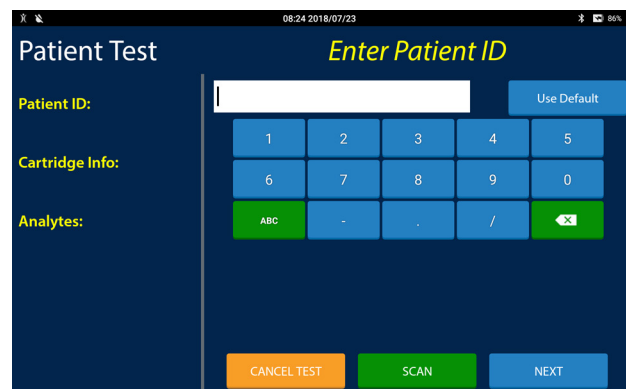 08:24 2018/07/23 86%
Patient Test
Enter Patient ID
Patient ID:
Use Default
1 2 3 4 5
Cartridge Info:
6 7 8 9 0
Analytes:
ABC - . /
CANCEL TEST SCAN NEXT